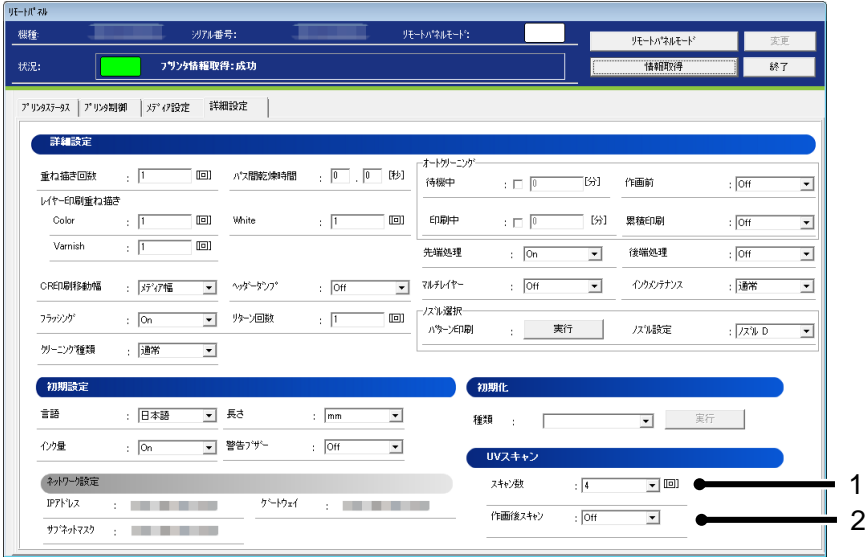 ﾘﾓｰﾄﾊﾟﾈﾙ
機種:
ｼﾘｱﾙ番号:
ﾘﾓｰﾄﾊﾟﾈﾙﾓｰﾄﾞ:
ﾘﾓｰﾄﾊﾟﾈﾙﾓｰﾄﾞ
変更
状況:
ﾌﾟﾘﾝﾀ情報取得:成功
情報取得
終了
ﾌﾟﾘﾝﾀｽﾃｰﾀｽ ﾌﾟﾘﾝﾀ制御 ﾒﾃﾞｨｱ設定 詳細設定
詳細設定
重ね描き回数 : 1 [回] ﾊﾟｽ間乾燥時間 : 0 . 0 [秒]
ﾚｲﾔｰ印刷重ね描き
Color : 1 [回] White : 1 [回]
Varnish : 1 [回]
CR印刷移動幅 : ﾒﾃﾞｨｱ幅 ﾍｯﾀﾞｰﾀﾞﾝﾌﾟ : Off
ﾌﾗｯｼﾝｸﾞ : On ﾘﾀｰﾝ回数 : 1 [回]
ｸﾘｰﾆﾝｸﾞ種類 : 通常
ｵｰﾄｸﾘｰﾆﾝｸﾞ
待機中 : 0 [分] 作画前 : Off
印刷中 : 0 [分] 累積印刷 : Off
先端処理 : On 後端処理 : Off
ﾏﾙﾁﾚｲﾔｰ : Off ｲﾝｸﾒﾝﾃﾅﾝｽ : 通常
ﾉｽﾞﾙ選択
ﾊﾟﾀｰﾝ印刷 : 実行 ﾉｽﾞﾙ設定 : ﾉｽﾞﾙ D
初期設定
言語 : 日本語 長さ : mm
ｲﾝｸ量 : On 警告ﾌﾞｻﾞｰ : Off
ﾈｯﾄﾜｰｸ設定
IPｱﾄﾞﾚｽ : ｹﾞｰﾄｳｪｲ :
ｻﾌﾞﾈｯﾄﾏｽｸ :
初期化
種類 : 実行
UVスキャン
ｽｷｬﾝ数 : 4 [回] 1
作画後ｽｷｬﾝ : Off 2